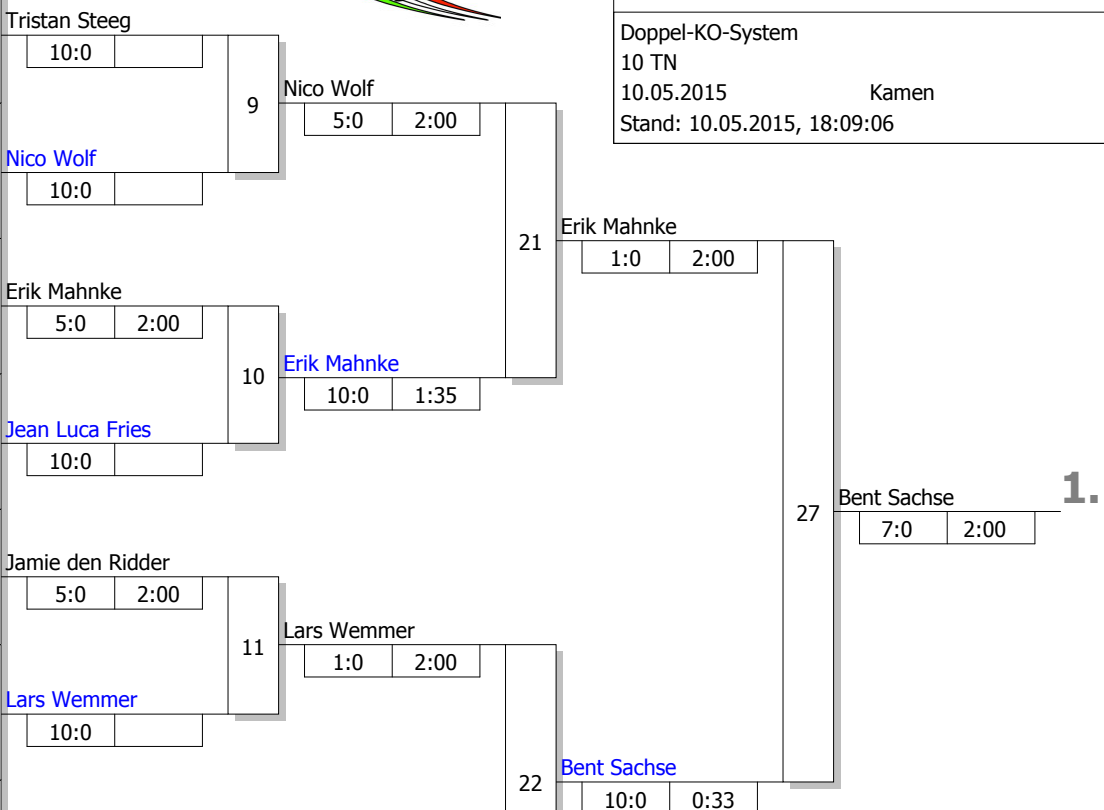 Tristan Steeg
10:0
Doppel-KO-System
10 TN
10.05.2015 Kamen
Stand: 10.05.2015, 18:09:06
9
Nico Wolf
5:0 2:00
Nico Wolf
10:0
21
Erik Mahnke
1:0 2:00
Erik Mahnke
5:0 2:00
10
Erik Mahnke
10:0 1:35
Jean Luca Fries
10:0
27
Bent Sachse
7:0 2:00
1.
Jamie den Ridder
5:0 2:00
11
Lars Wemmer
1:0 2:00
Lars Wemmer
10:0
22
Bent Sachse
10:0 0:33